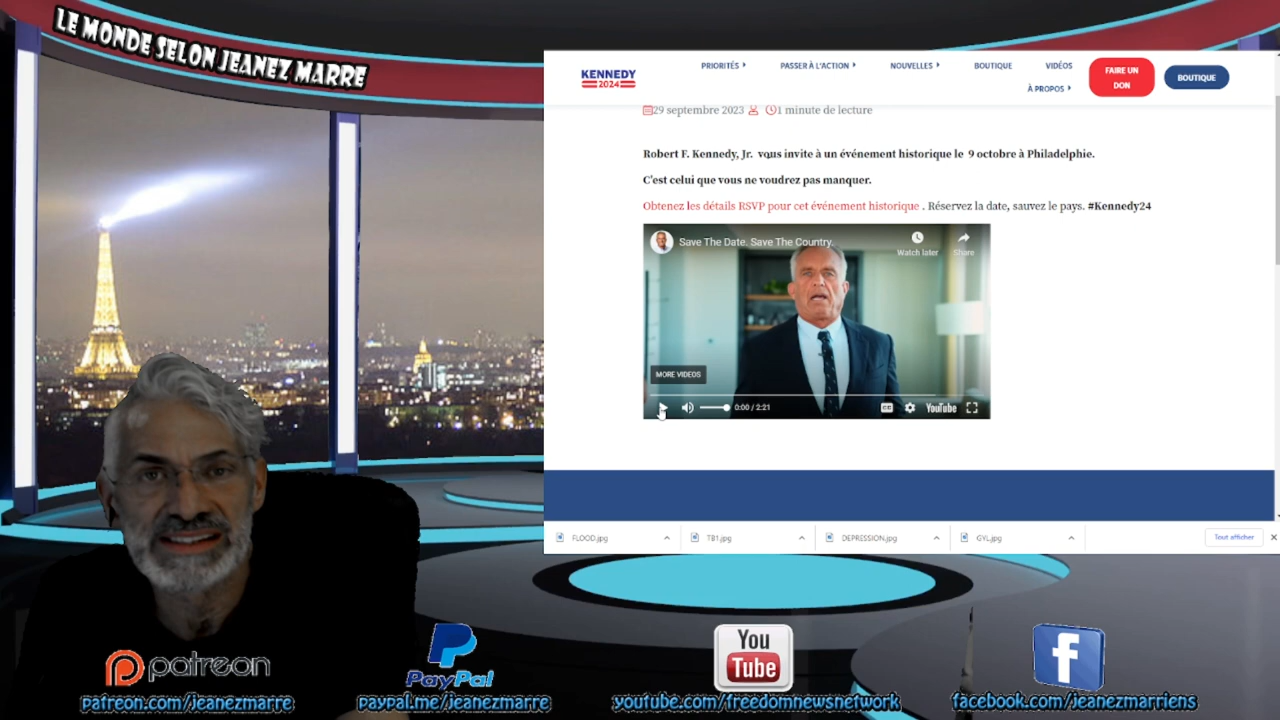 LE MONDE SELON JEANEZ MARRE
KENNEDY
2024
PRIORITÉS
PASSER À L'ACTION
NOUVELLES
BOUTIQUE
VIDÉOS
À PROPOS
FAIRE UN
DON
BOUTIQUE
29 septembre 2023 1 minute de lecture
Robert F. Kennedy, Jr. vous invite à un événement historique le 9 octobre à Philadelphie.
C'est celui que vous ne voudrez pas manquer.
Obtenez les détails RSVP pour cet événement historique . Réservez la date, sauvez le pays. #Kennedy24
Save The Date. Save The Country.
Watch later
Share
MORE VIDEOS
0:00 / 2:21
CC
YouTube
FLOOD.jpg
TB1.jpg
DEPRESSION.jpg
GYL.jpg
Tout afficher
patreon
PayPal
You
Tube
f
patreon.com/jeanezmarre
paypal.me/jeanezmarre
youtube.com/freedomnewsnetwork
facebook.com/jeanezmarriens